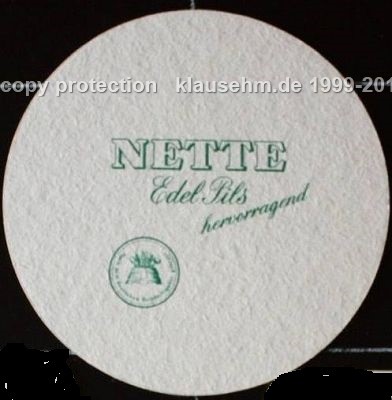 copy protection klausehm.de 1999-201
NETTE
Edel Pils
hervorragend